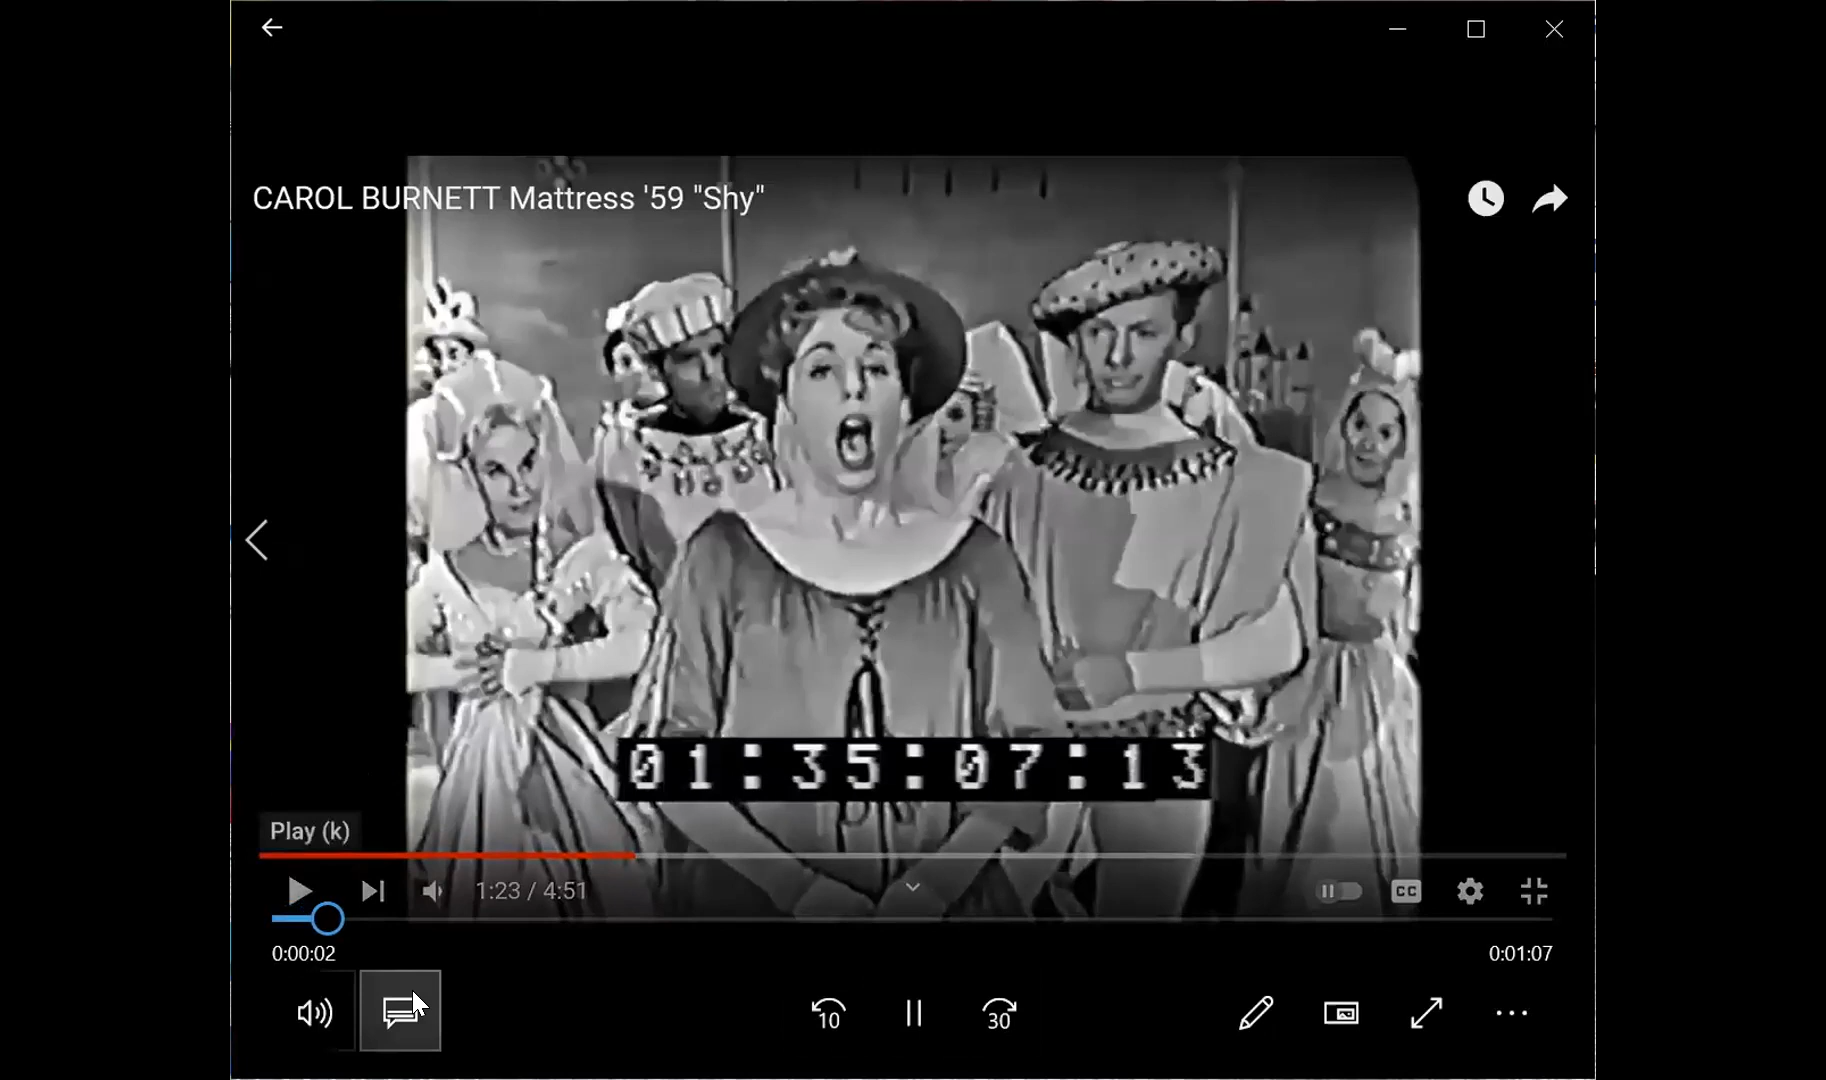 CAROL BURNETT Mattress '59 "Shy"
01:35:07:13
Play (k)
1:23 / 4:51
CC
0:00:02
0:01:07
10
30